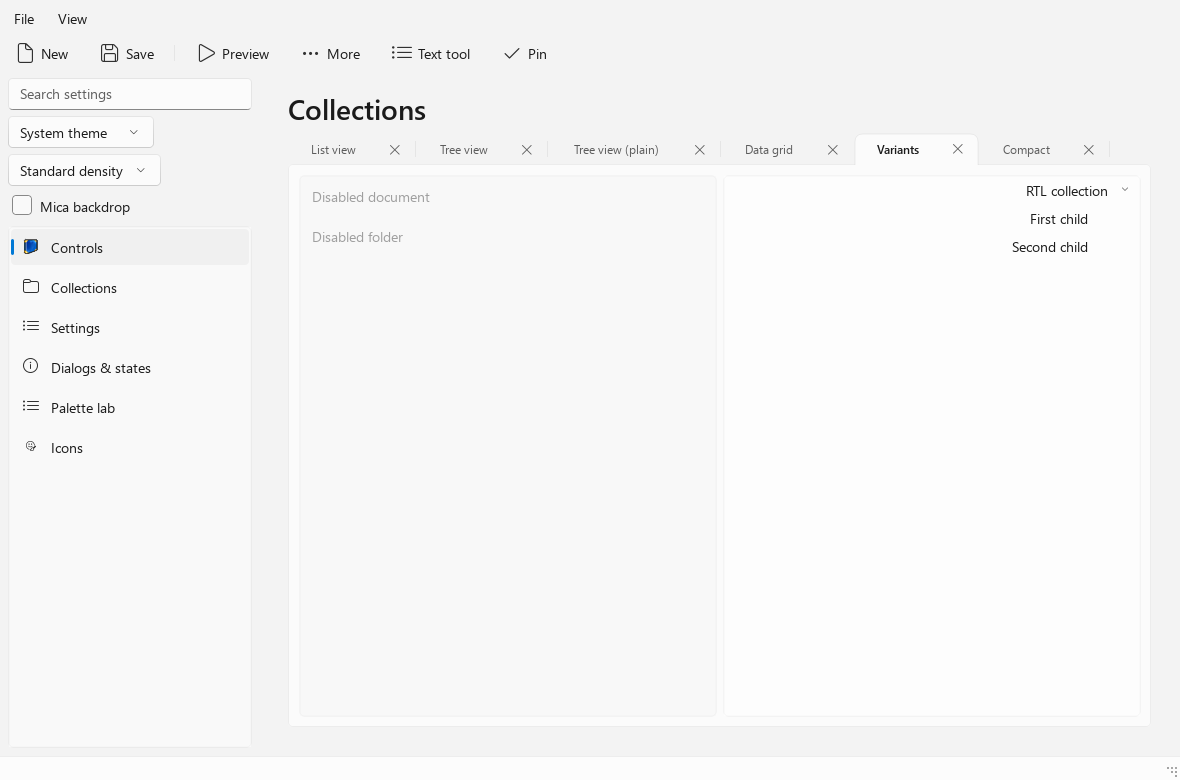 File View
New Save Preview More Text tool Pin
Search settings
System theme
Standard density
Mica backdrop
Controls
Collections
Settings
Dialogs & states
Palette lab
Icons
Collections
List view Tree view Tree view (plain) Data grid Variants Compact
Disabled document
Disabled folder
RTL collection
First child
Second child